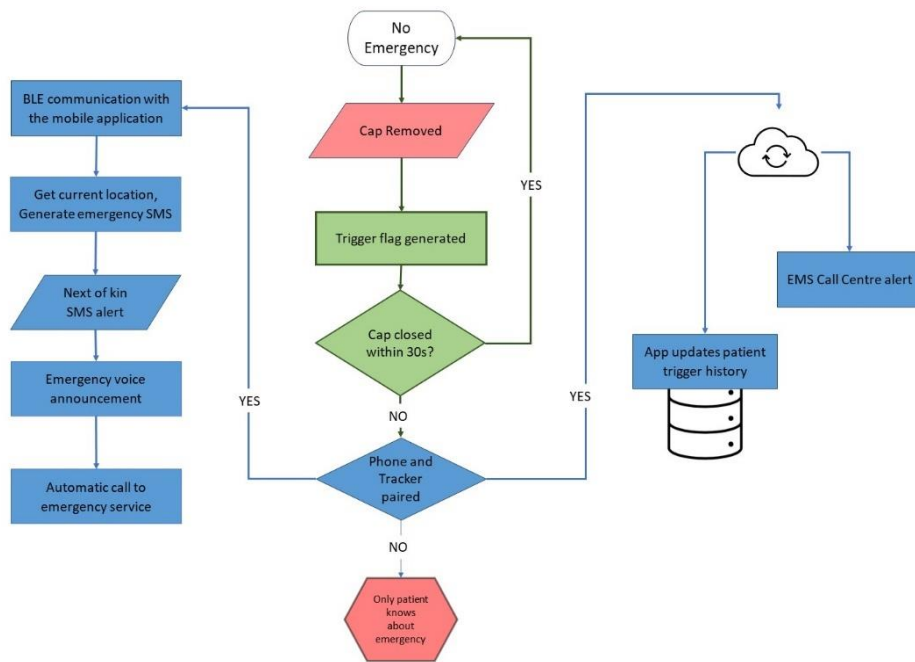 No
Emergency
Cap Removed
Trigger flag generated
Cap closed
within 30s?
YES
NO
Phone and
Tracker
paired
YES
YES
NO
Only patient
knows
about
emergency
BLE communication with
the mobile application
Get current location,
Generate emergency SMS
Next of kin
SMS alert
Emergency voice
announcement
Automatic call to
emergency service
EMS Call Centre alert
App updates patient
trigger history